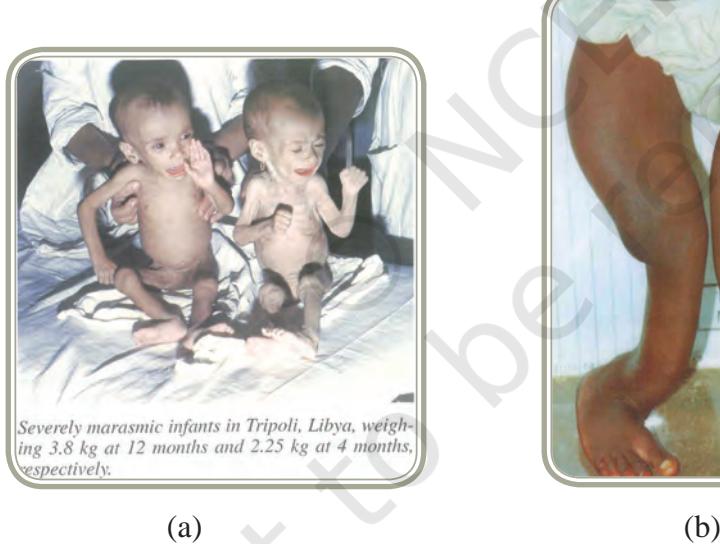 Severely marasmic infants in Tripoli, Libya, weigh-
ing 3.8 kg at 12 months and 2.25 kg at 4 months,
respectively.
(a)
(b)